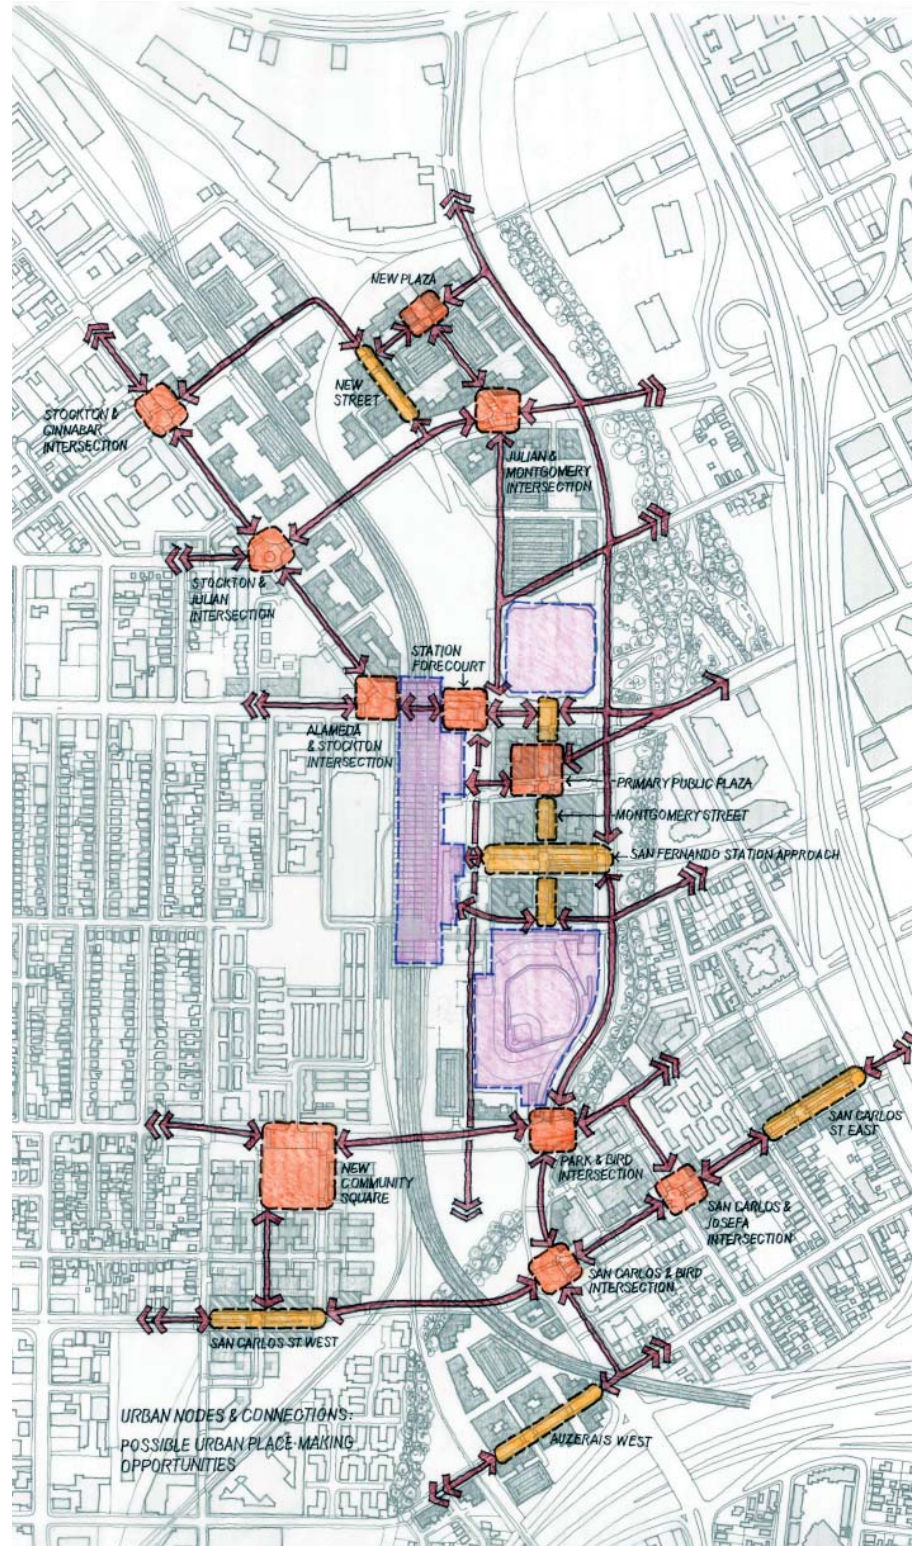 NEW PLAZA
NEW
STREET
STOCKTON &
CINNABAR
INTERSECTION
JULIAN &
MONTGOMERY
INTERSECTION
STOCKTON &
JULIAN
INTERSECTION
STATION
FORECOURT
ALAMEDA
& STOCKTON
INTERSECTION
PRIMARY PUBLIC PLAZA
MONTGOMERY STREET
SAN FERNANDO STATION APPROACH
SAN CARLOS
ST. EAST
NEW
COMMUNITY
SQUARE
PARK & BIRD
INTERSECTION
SAN CARLOS &
JOSEFA
INTERSECTION
SAN CARLOS & BIRD
INTERSECTION
SAN CARLOS ST. WEST
AUZERAIS WEST
URBAN NODES & CONNECTIONS:
POSSIBLE URBAN PLACE-MAKING
OPPORTUNITIES